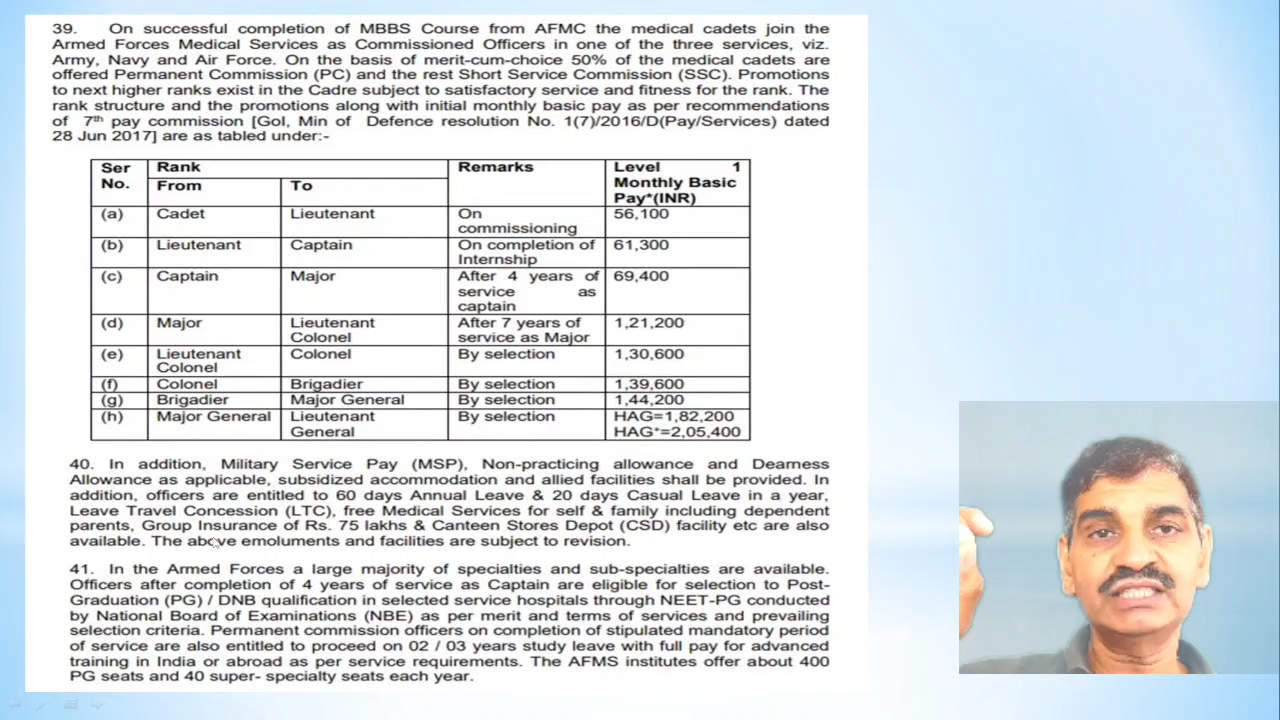 39. On successful completion of MBBS Course from AFMC the medical cadets join the
Armed Forces Medical Services as Commissioned Officers in one of the three services, viz.
Army, Navy and Air Force. On the basis of merit-cum-choice 50% of the medical cadets are
offered Permanent Commission (PC) and the rest Short Service Commission (SSC). Promotions
to next higher ranks exist in the Cadre subject to satisfactory service and fitness for the rank. The
rank structure and the promotions along with initial monthly basic pay as per recommendations
of 7th pay commission [GoI, Min of Defence resolution No. 1(7)/2016/D(Pay/Services) dated
28 Jun 2017] are as tabled under:-
Ser No. Rank Remarks Level 1 Monthly Basic Pay*(INR)
From To
(a) Cadet Lieutenant On commissioning 56,100
(b) Lieutenant Captain On completion of Internship 61,300
(c) Captain Major After 4 years of service as captain 69,400
(d) Major Lieutenant Colonel After 7 years of service as Major 1,21,200
(e) Lieutenant Colonel Colonel By selection 1,30,600
(f) Colonel Brigadier By selection 1,39,600
(g) Brigadier Major General By selection 1,44,200
(h) Major General Lieutenant General By selection HAG=1,82,200 HAG+=2,05,400
40. In addition, Military Service Pay (MSP), Non-practicing allowance and Dearness
Allowance as applicable, subsidized accommodation and allied facilities shall be provided. In
addition, officers are entitled to 60 days Annual Leave & 20 days Casual Leave in a year,
Leave Travel Concession (LTC), free Medical Services for self & family including dependent
parents, Group Insurance of Rs. 75 lakhs & Canteen Stores Depot (CSD) facility etc are also
available. The above emoluments and facilities are subject to revision.
41. In the Armed Forces a large majority of specialties and sub-specialties are available.
Officers after completion of 4 years of service as Captain are eligible for selection to Post-
Graduation (PG) / DNB qualification in selected service hospitals through NEET-PG conducted
by National Board of Examinations (NBE) as per merit and terms of services and prevailing
selection criteria. Permanent commission officers on completion of stipulated mandatory period
of service are also entitled to proceed on 02 / 03 years study leave with full pay for advanced
training in India or abroad as per service requirements. The AFMS institutes offer about 400
PG seats and 40 super- specialty seats each year.